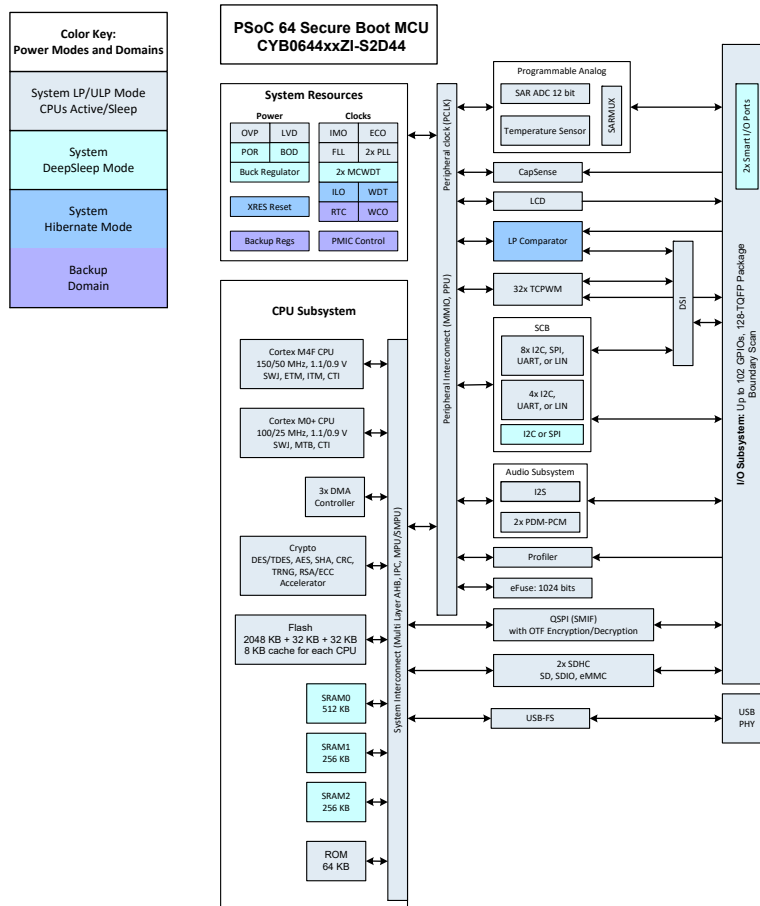 Color Key:
Power Modes and Domains
System LP/ULP Mode
CPUs Active/Sleep
System
DeepSleep Mode
System
Hibernate Mode
Backup
Domain
PSoC 64 Secure Boot MCU
CYB0644xxZI-S2D44
System Resources
Power
Clocks
OVP
LVD
IMO
ECO
POR
BOD
FLL
2x PLL
Buck Regulator
2x MCWDT
XRES Reset
ILO
WDT
RTC
WCO
Backup Regs
PMIC Control
CPU Subsystem
Cortex M4F CPU
150/50 MHz, 1.1/0.9 V
SWJ, ETM, ITM, CTI
Cortex M0+ CPU
100/25 MHz, 1.1/0.9 V
SWJ, MTB, CTI
3x DMA
Controller
Crypto
DES/TDES, AES, SHA, CRC,
TRNG, RSA/ECC
Accelerator
Flash
2048 KB + 32 KB + 32 KB
8 KB cache for each CPU
SRAM0
512 KB
SRAM1
256 KB
SRAM2
256 KB
ROM
64 KB
System Interconnect (Multi Layer AHB, IPC, MPU/SMPU)
Peripheral clock (PCLK)
Peripheral Interconnect (MMIO, PPU)
Programmable Analog
SAR ADC 12 bit
Temperature Sensor
SARMUX
CapSense
LCD
LP Comparator
32x TCPWM
DSI
SCB
8x I2C, SPI,
UART, or LIN
4x I2C,
UART, or LIN
I2C or SPI
Audio Subsystem
I2S
2x PDM-PCM
Profiler
eFuse: 1024 bits
QSPI (SMIF)
with OTF Encryption/Decryption
2x SDHC
SD, SDIO, eMMC
USB-FS
2x Smart I/O Ports
I/O Subsystem: Up to 102 GPIOs, 128-TQFP Package
Boundary Scan
USB
PHY